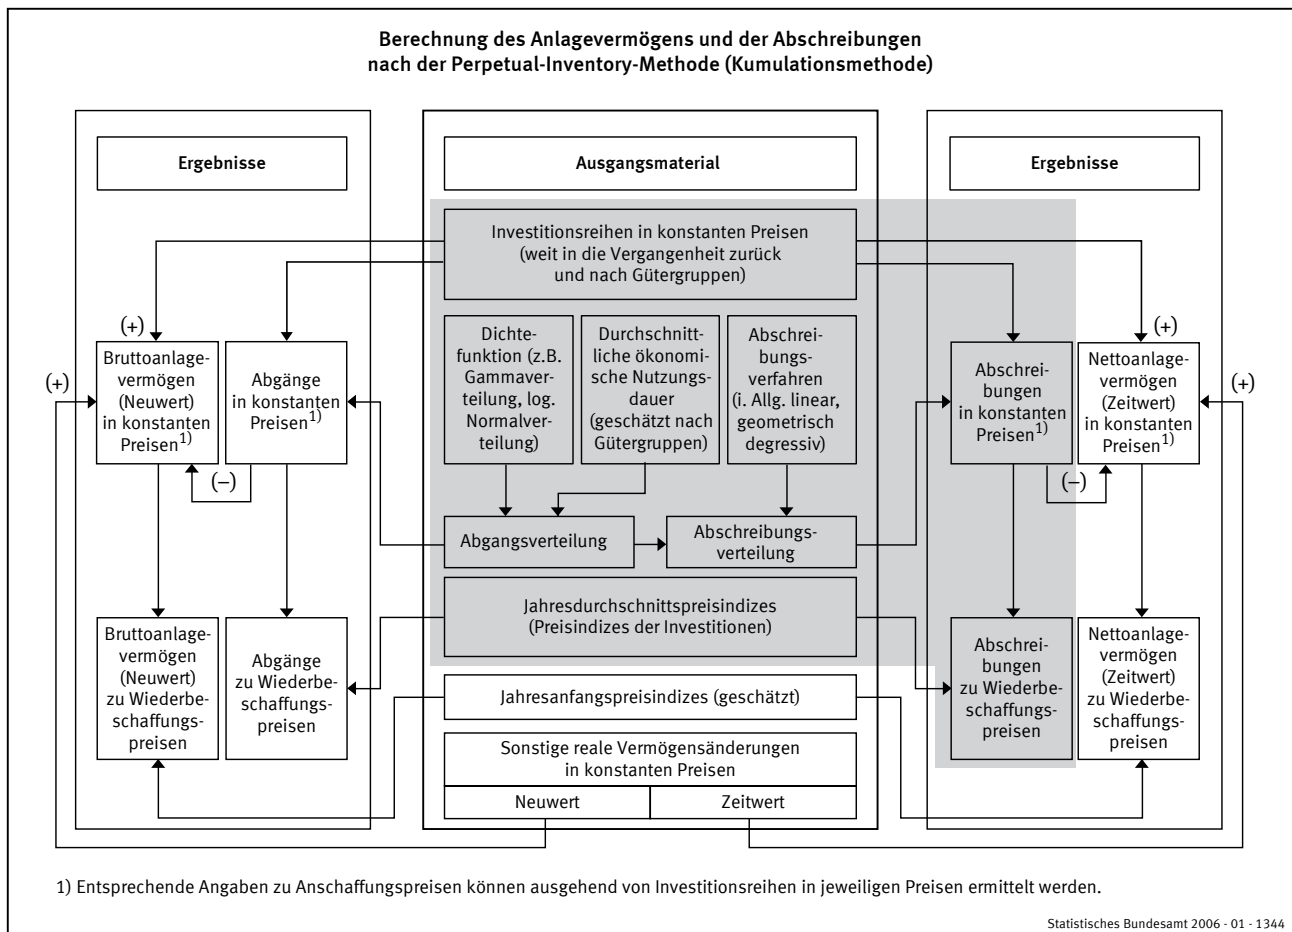 Berechnung des Anlagevermögens und der Abschreibungen
nach der Perpetual-Inventory-Methode (Kumulationsmethode)
Ergebnisse
Ausgangsmaterial
Ergebnisse
Investitionsreihen in konstanten Preisen
(weit in die Vergangenheit zurück
und nach Gütergruppen)
(+)
(+)
(+)
(+)
Bruttoanlage-
vermögen
(Neuwert)
in konstanten
Preisen1)
Abgänge
in konstanten
Preisen1)
Dichte-
funktion (z.B.
Gammaver-
teilung, log.
Normalver-
teilung)
Durchschnitt-
liche ökonomi-
sche Nutzungs-
dauer
(geschätzt nach
Gütergruppen)
Abschrei-
bungs-
verfahren
(i. Allg. linear,
geometrisch
degressiv)
Abschrei-
bungen
in konstanten
Preisen1)
Nettoanlage-
vermögen
(Zeitwert)
in konstanten
Preisen1)
(–)
(–)
Abgangsverteilung
Abschreibungs-
verteilung
Jahresdurchschnittspreisindizes
(Preisindizes der Investitionen)
Bruttoanlage-
vermögen
(Neuwert)
zu Wiederbe-
schaffungs-
preisen
Abgänge
zu Wiederbe-
schaffungs-
preisen
Abschrei-
bungen
zu Wiederbe-
schaffungs-
preisen
Nettoanlage-
vermögen
(Zeitwert)
zu Wiederbe-
schaffungs-
preisen
Jahresanfangspreisindizes (geschätzt)
Sonstige reale Vermögensänderungen
in konstanten Preisen
Neuwert
Zeitwert
1) Entsprechende Angaben zu Anschaffungspreisen können ausgehend von Investitionsreihen in jeweiligen Preisen ermittelt werden.
Statistisches Bundesamt 2006 - 01 - 1344